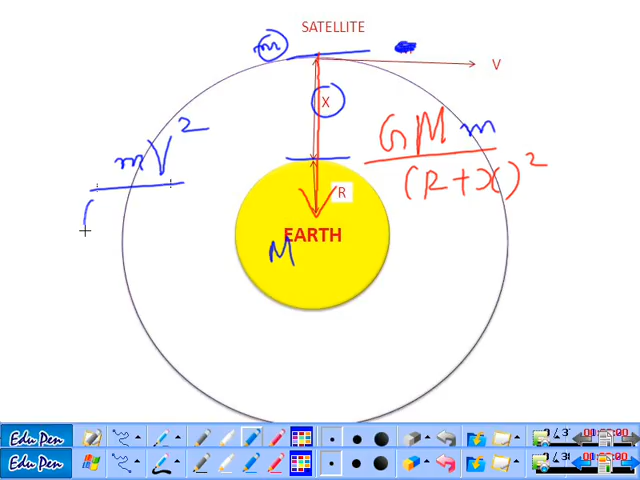 SATELLITE
m
V
X
GMm
(R+X)²
mV²
(
R
EARTH
M
Edu Pen
Edu Pen